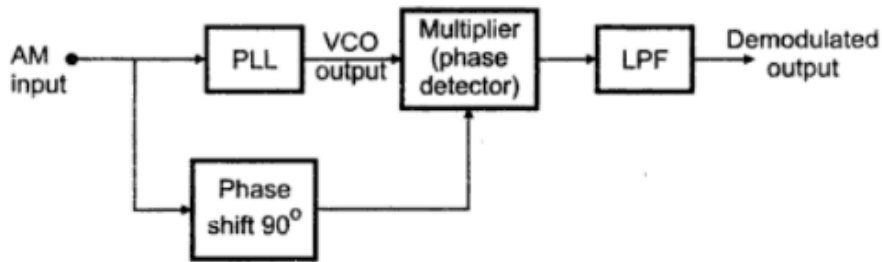 AM
input
PLL
VCO
output
Multiplier
(phase
detector)
LPF
Demodulated
output
Phase
shift 90°